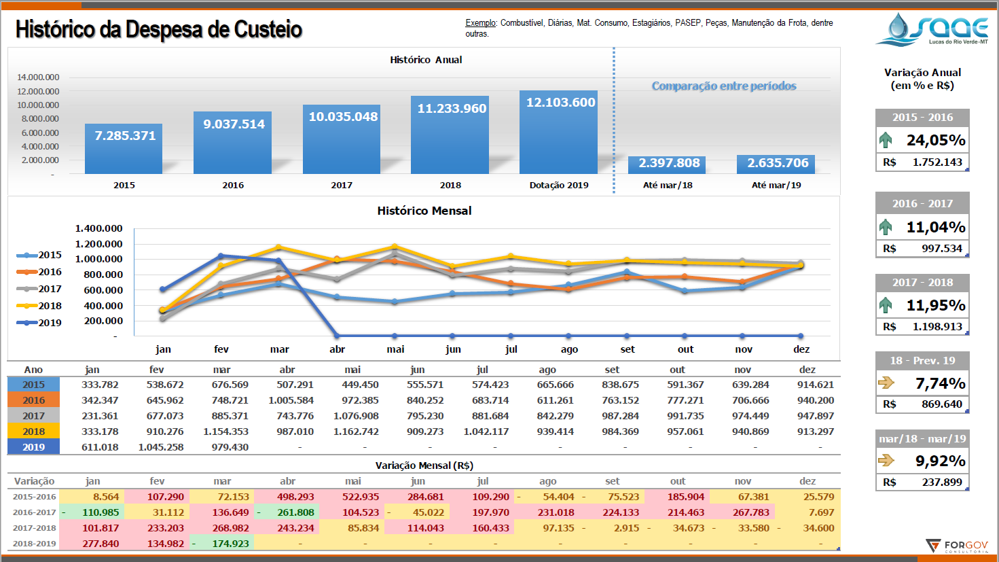 Histórico da Despesa de Custeio
Exemplo: Combustível, Diárias, Mat. Consumo, Estagiários, PASEP, Peças, Manutenção da Frota, dentre
outras.
SAAE
Lucas do Rio Verde-MT
Histórico Anual
14.000.000
12.000.000
10.000.000
8.000.000
6.000.000
4.000.000
2.000.000
-
Comparação entre períodos
7.285.371
9.037.514
10.035.048
11.233.960
12.103.600
2.397.808
2.635.706
2015 2016 2017 2018 Dotação 2019 Até mar/18 Até mar/19
Histórico Mensal
1.400.000
1.200.000
1.000.000
800.000
600.000
400.000
200.000
-
2015
2016
2017
2018
2019
jan fev mar abr mai jun jul ago set out nov dez
Ano jan fev mar abr mai jun jul ago set out nov dez
2015 333.782 538.672 676.569 507.291 449.450 555.571 574.423 665.666 838.675 591.367 639.284 914.621
2016 342.347 645.962 748.721 1.005.584 972.385 840.252 683.714 611.261 763.152 777.271 706.666 940.200
2017 231.361 677.073 885.371 743.776 1.076.908 795.230 881.684 842.279 987.284 991.735 974.449 947.897
2018 333.178 910.276 1.154.353 987.010 1.162.742 909.273 1.042.117 939.414 984.369 957.061 940.869 913.297
2019 611.018 1.045.258 979.430 - - - - - - - - -
Variação Mensal (R$)
Variação jan fev mar abr mai jun jul ago set out nov dez
2015-2016 8.564 107.290 72.153 498.293 522.935 284.681 109.290 - 54.404 - 75.523 185.904 67.381 25.579
2016-2017 - 110.985 31.112 136.649 - 261.808 104.523 - 45.022 197.970 231.018 224.133 214.463 267.783 7.697
2017-2018 101.817 233.203 268.982 243.234 85.834 114.043 160.433 97.135 - 2.915 - 34.673 - 33.580 - 34.600
2018-2019 277.840 134.982 - 174.923 - - - - - - - - -
Variação Anual
(em % e R$)
2015 - 2016
24,05%
R$ 1.752.143
2016 - 2017
11,04%
R$ 997.534
2017 - 2018
11,95%
R$ 1.198.913
18 - Prev. 19
7,74%
R$ 869.640
mar/18 - mar/19
9,92%
R$ 237.899
FORGOV
CONSULTORIA